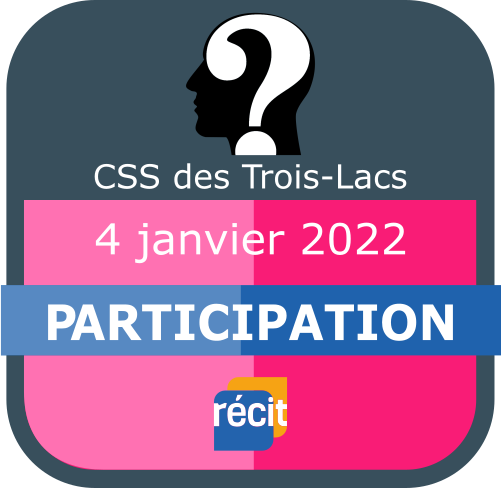 ?
CSS des Trois-Lacs
4 janvier 2022
PARTICIPATION
récit